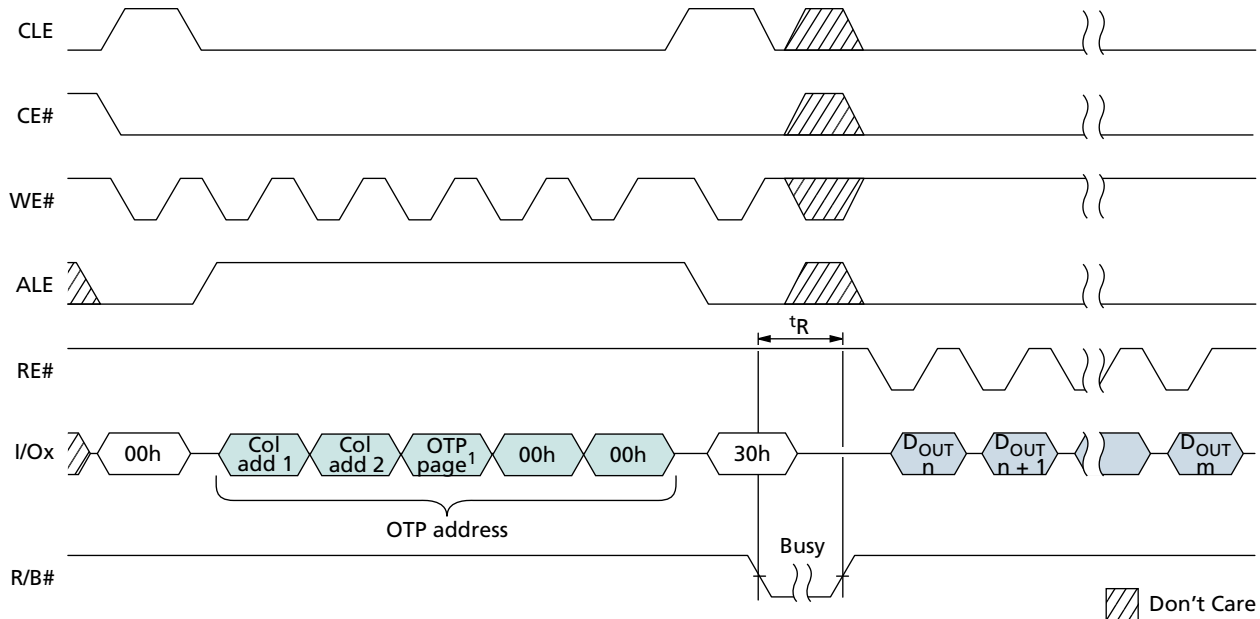 CLE
CE#
WE#
ALE
tR
RE#
I/Ox
00h
Col
add 1
Col
add 2
OTP
page1
00h
00h
30h
DOUT
n
DOUT
n + 1
DOUT
m
OTP address
Busy
R/B#
Don't Care